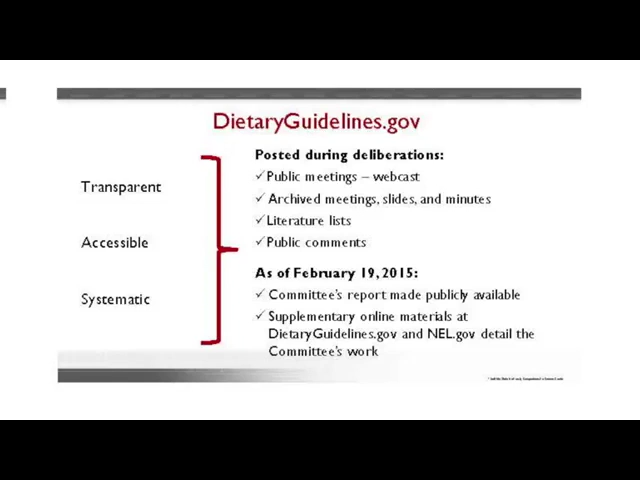 DietaryGuidelines.gov
Transparent
Accessible
Systematic
Posted during deliberations:
✓ Public meetings – webcast
✓ Archived meetings, slides, and minutes
✓ Literature lists
✓ Public comments
As of February 19, 2015:
✓ Committee's report made publicly available
✓ Supplementary online materials at
DietaryGuidelines.gov and NEL.gov detail the
Committee's work